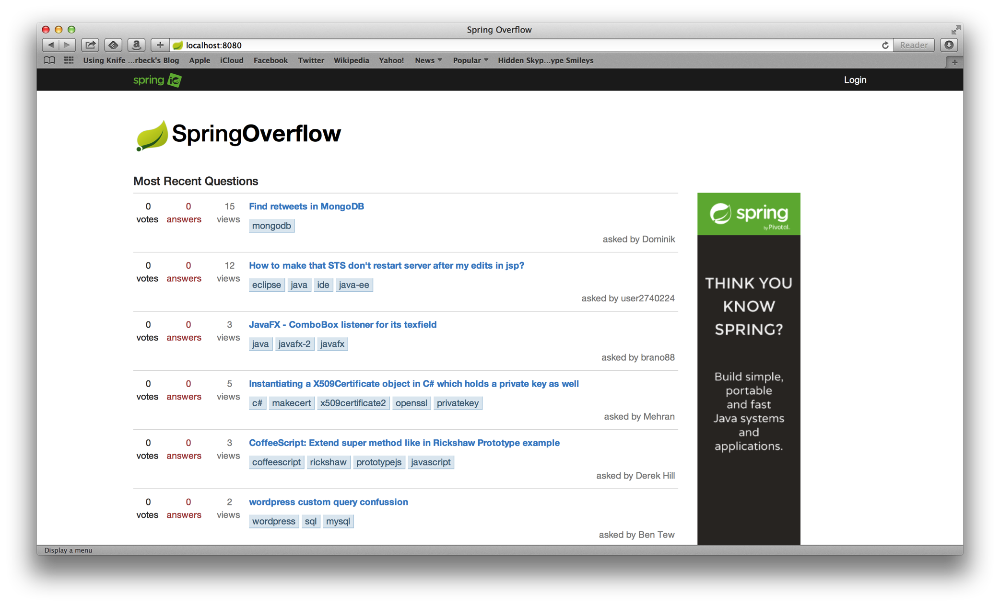 Spring Overflow
localhost:8080
Reader
Using Knife ...rbeck's Blog Apple iCloud Facebook Twitter Wikipedia Yahoo! News Popular Hidden Skyp...ype Smileys
spring io
Login
SpringOverflow
Most Recent Questions
0 0 15 Find retweets in MongoDB
votes answers views
mongodb
asked by Dominik
0 0 12 How to make that STS don't restart server after my edits in jsp?
votes answers views
eclipse java ide java-ee
asked by user2740224
0 0 3 JavaFX - ComboBox listener for its texfield
votes answers views
java javafx-2 javafx
asked by brano88
0 0 5 Instantiating a X509Certificate object in C# which holds a private key as well
votes answers views
c# makecert x509certificate2 openssl privatekey
asked by Mehran
0 0 3 CoffeeScript: Extend super method like in Rickshaw Prototype example
votes answers views
coffeescript rickshaw prototypejs javascript
asked by Derek Hill
0 0 2 wordpress custom query confussion
votes answers views
wordpress sql mysql
asked by Ben Tew
spring
by Pivotal
THINK YOU
KNOW
SPRING?
Build simple,
portable
and fast
Java systems
and
applications.
Display a menu